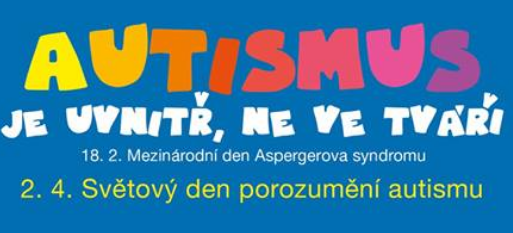 AUTISMUS
JE UVNITŘ, NE VE TVÁŘI
18. 2. Mezinárodní den Aspergerova syndromu
2. 4. Světový den porozumění autismu